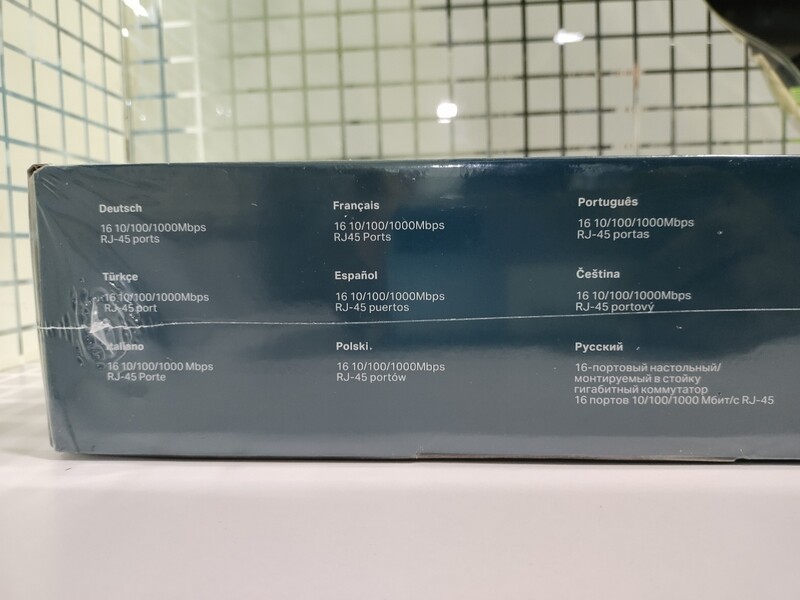 Deutsch
16 10/100/1000Mbps
RJ-45 ports
Français
16 10/100/1000Mbps
RJ45 Ports
Português
16 10/100/1000Mbps
RJ-45 portas
Türkçe
16 10/100/1000Mbps
RJ-45 port
Español
16 10/100/1000Mbps
RJ-45 puertos
Čeština
16 10/100/1000Mbps
RJ-45 portový
Italiano
16 10/100/1000 Mbps
RJ-45 Porte
Polski
16 10/100/1000Mbps
RJ-45 portów
Русский
16-портовый настольный/
монтируемый в стойку
гигабитный коммутатор
16 портов 10/100/1000 Мбит/с RJ-45